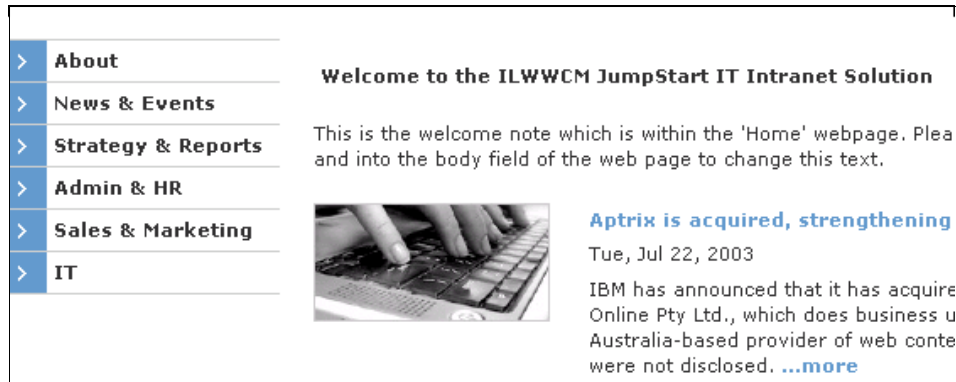 About
News & Events
Strategy & Reports
Admin & HR
Sales & Marketing
IT
Welcome to the ILWWCM JumpStart IT Intranet Solution
This is the welcome note which is within the 'Home' webpage. Plea
and into the body field of the web page to change this text.
Aptrix is acquired, strengthening
Tue, Jul 22, 2003
IBM has announced that it has acquire
Online Pty Ltd., which does business u
Australia-based provider of web conte
were not disclosed. ...more